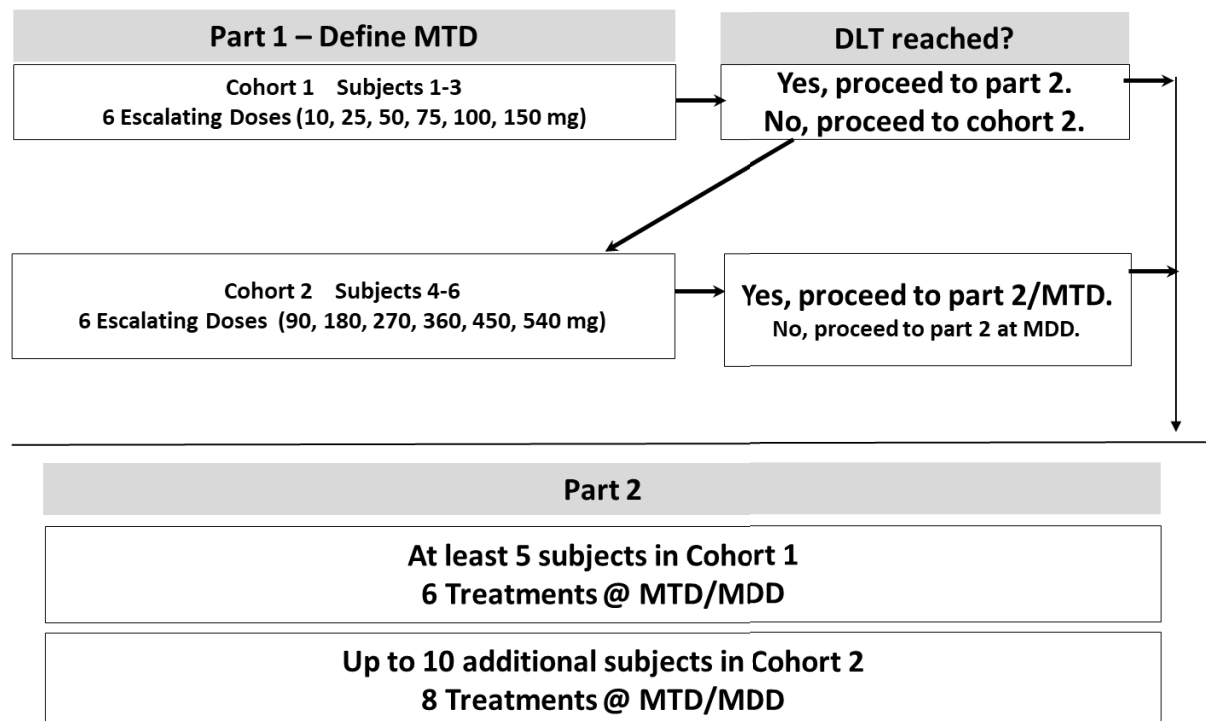 Part 1 – Define MTD
DLT reached?
Cohort 1 Subjects 1-3
6 Escalating Doses (10, 25, 50, 75, 100, 150 mg)
Yes, proceed to part 2.
No, proceed to cohort 2.
Cohort 2 Subjects 4-6
6 Escalating Doses (90, 180, 270, 360, 450, 540 mg)
Yes, proceed to part 2/MTD.
No, proceed to part 2 at MDD.
Part 2
At least 5 subjects in Cohort 1
6 Treatments @ MTD/MDD
Up to 10 additional subjects in Cohort 2
8 Treatments @ MTD/MDD